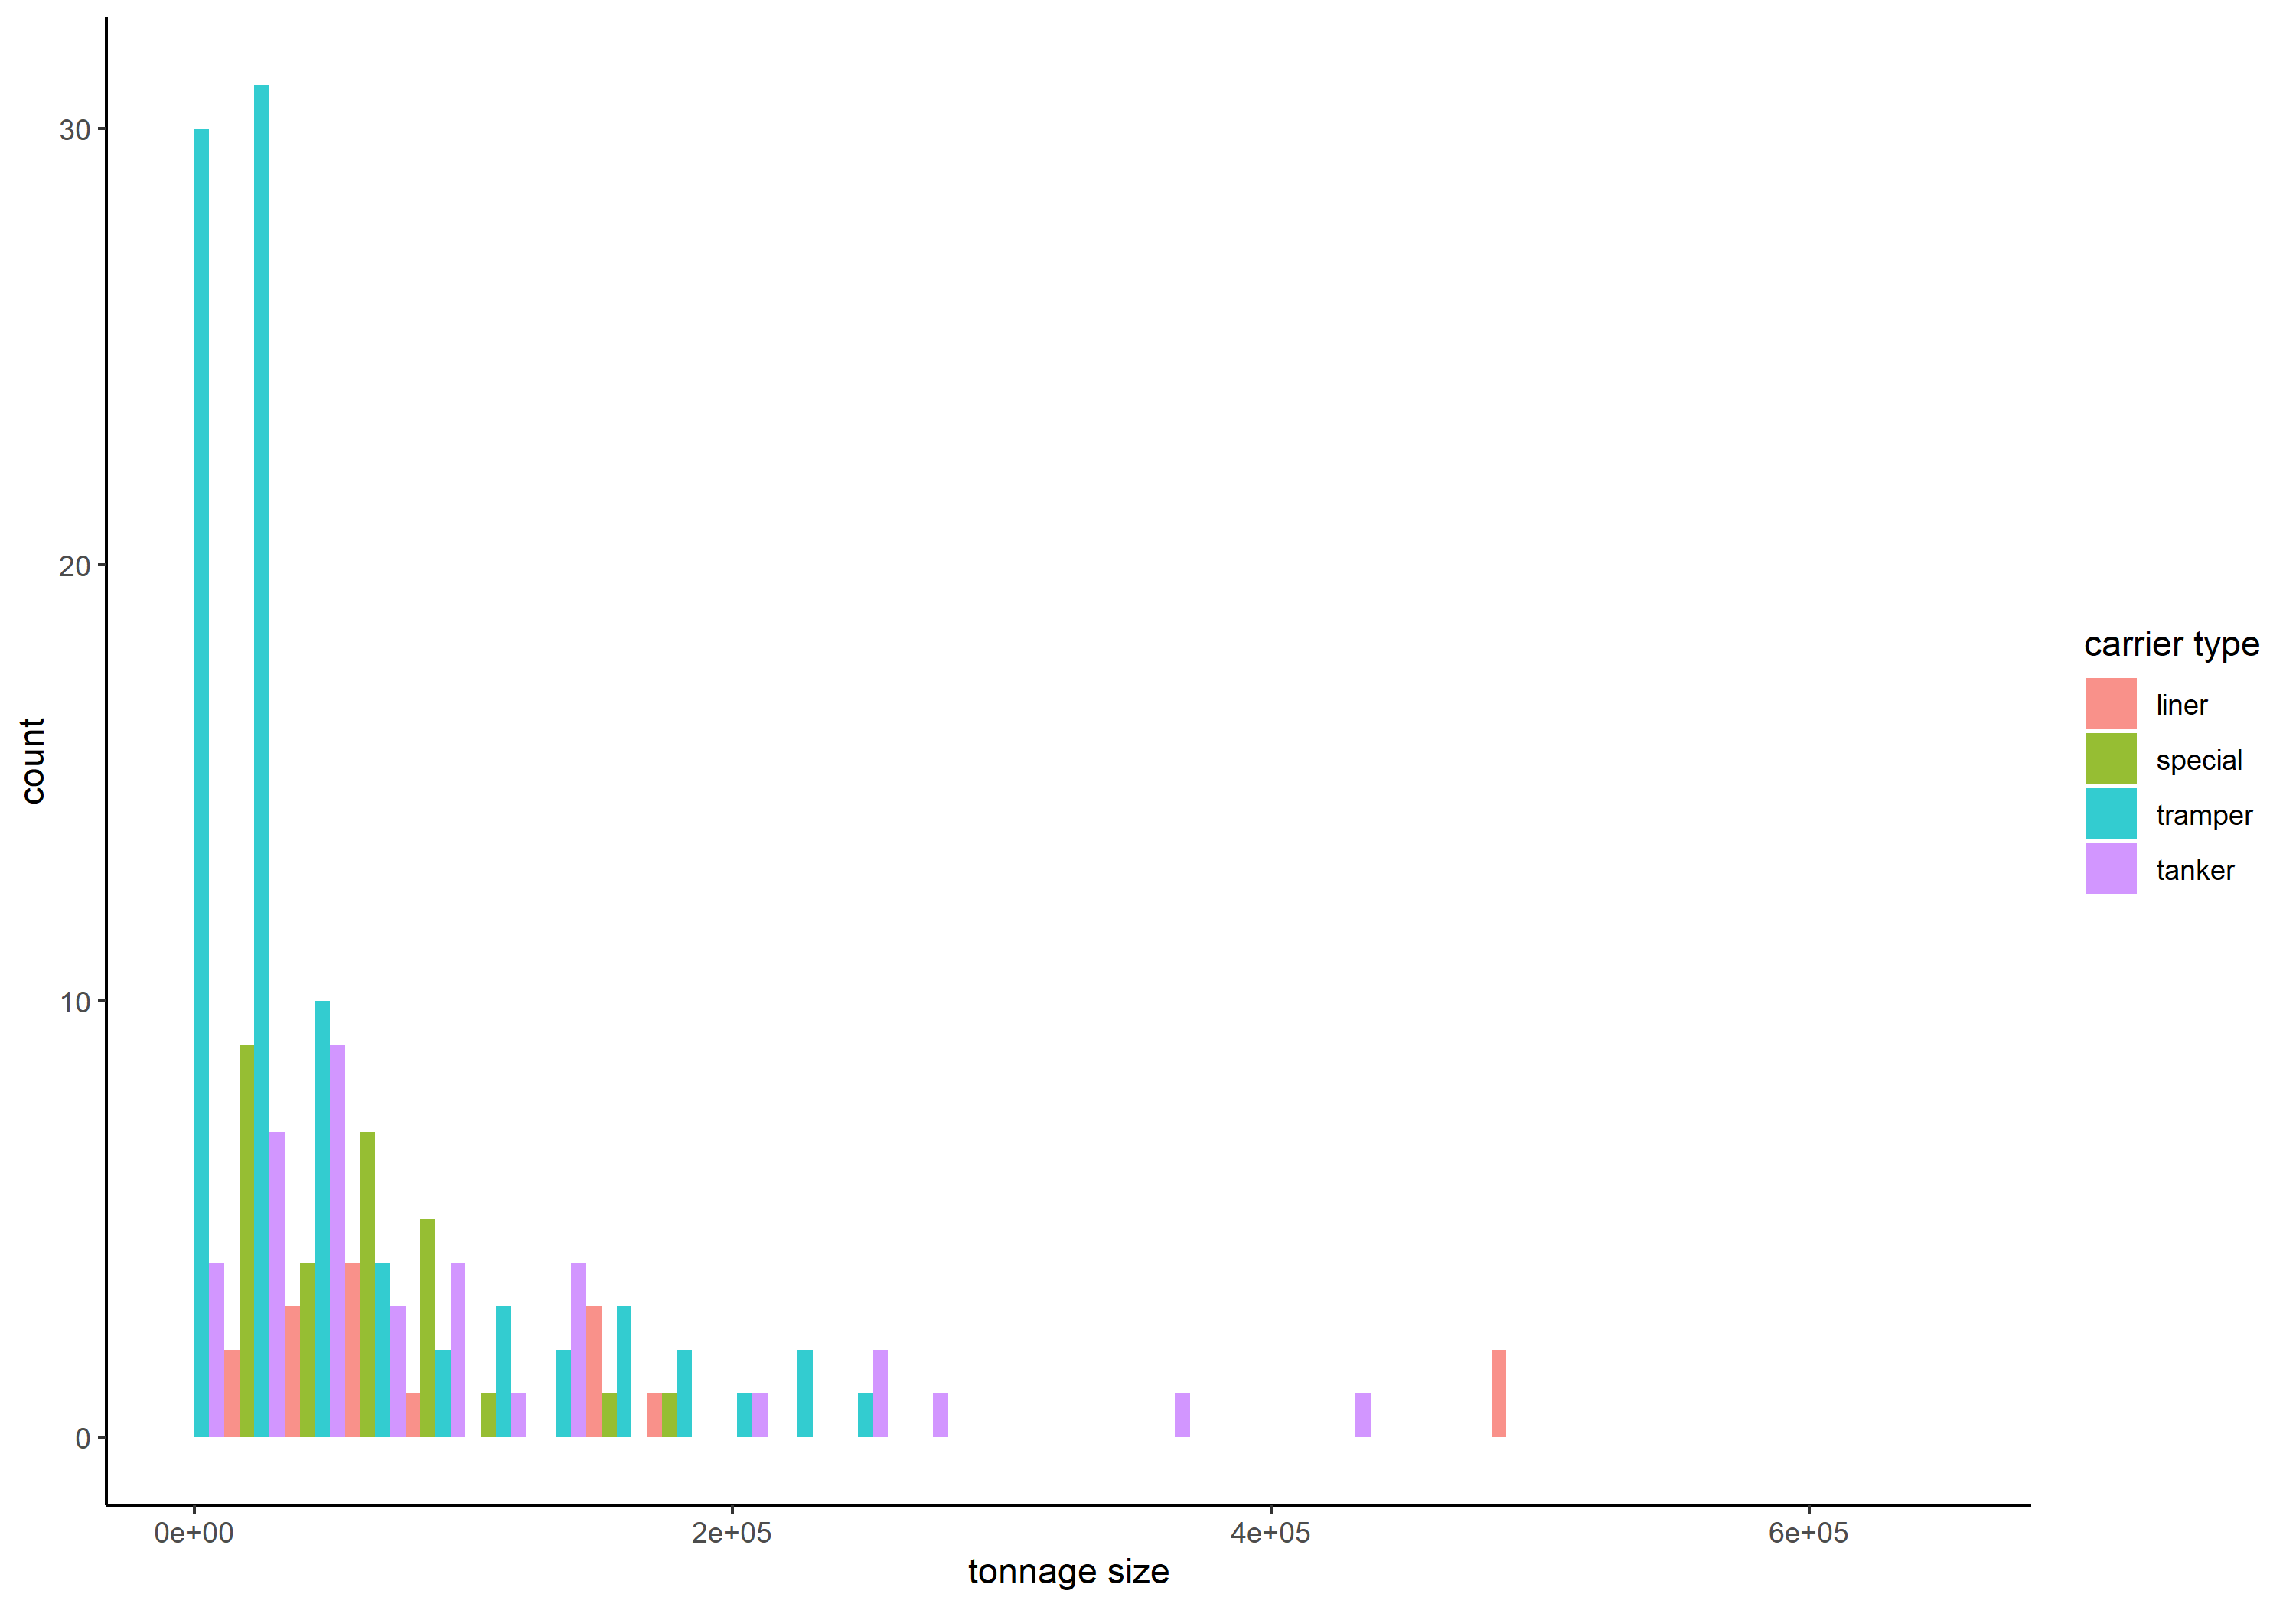 30
20
10
0
count
0e+00 2e+05 4e+05 6e+05
tonnage size
carrier type
liner
special
tramper
tanker